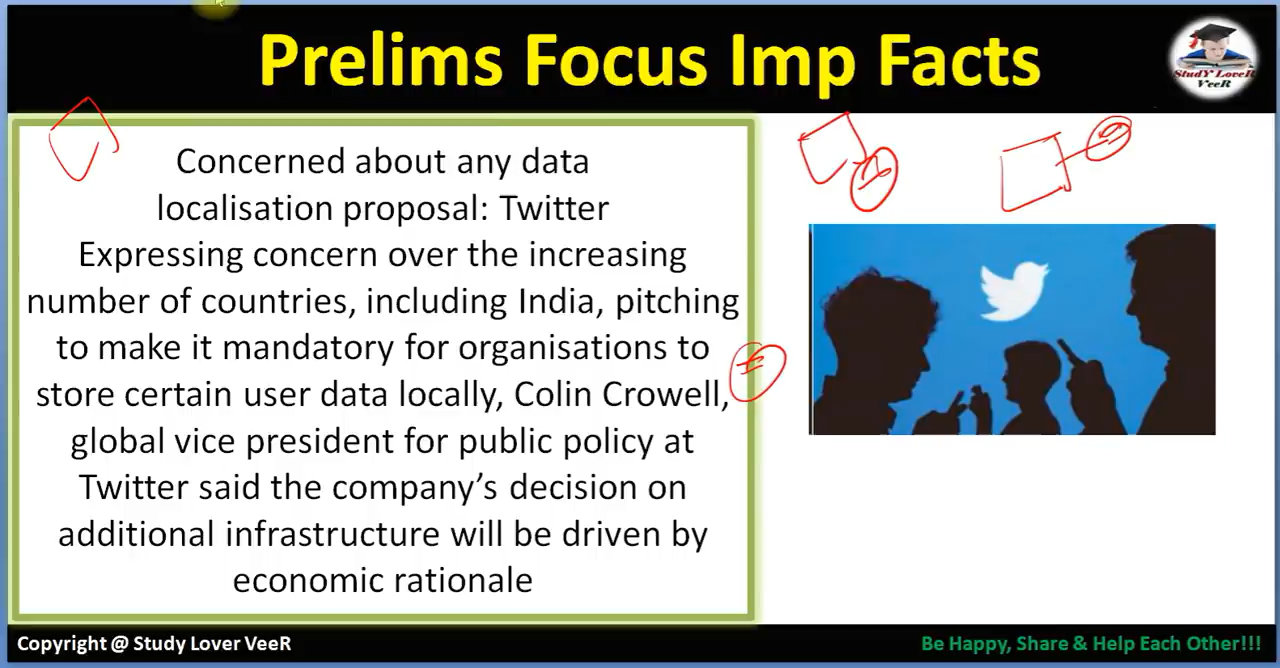 Prelims Focus Imp Facts
StudY LoveR
VeeR
Concerned about any data
localisation proposal: Twitter
Expressing concern over the increasing
number of countries, including India, pitching
to make it mandatory for organisations to
store certain user data locally, Colin Crowell,
global vice president for public policy at
Twitter said the company’s decision on
additional infrastructure will be driven by
economic rationale
Copyright @ Study Lover VeeR
Be Happy, Share & Help Each Other!!!